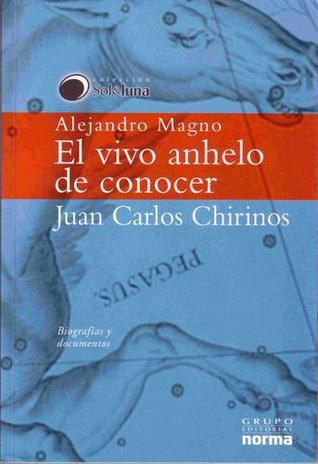 colección
Sol&luna
Alejandro Magno
El vivo anhelo
de conocer
Juan Carlos Chirinos
PEGASUS.
Biografías y
documentos
GRUPO
EDITORIAL
norma